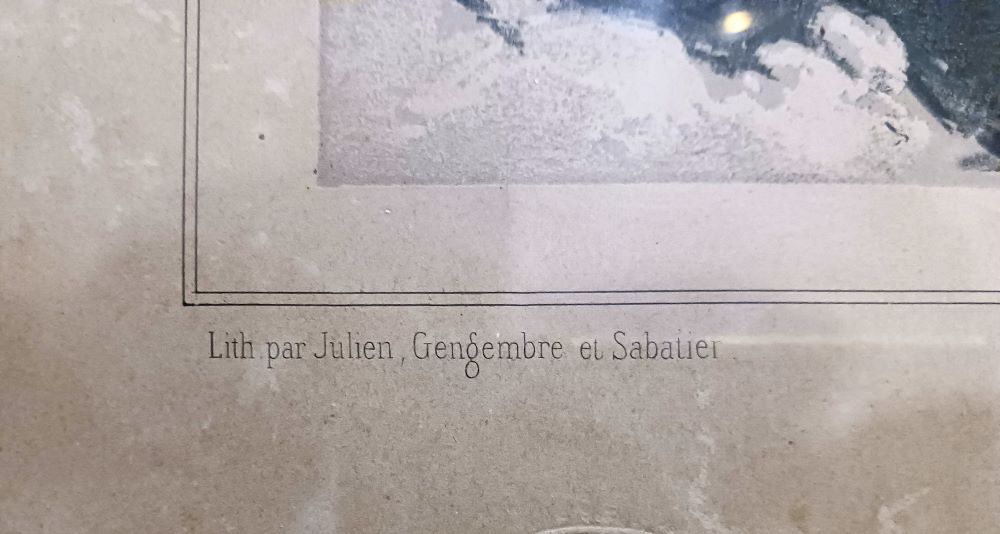 Lith par Julien, Gengembre et Sabatier.